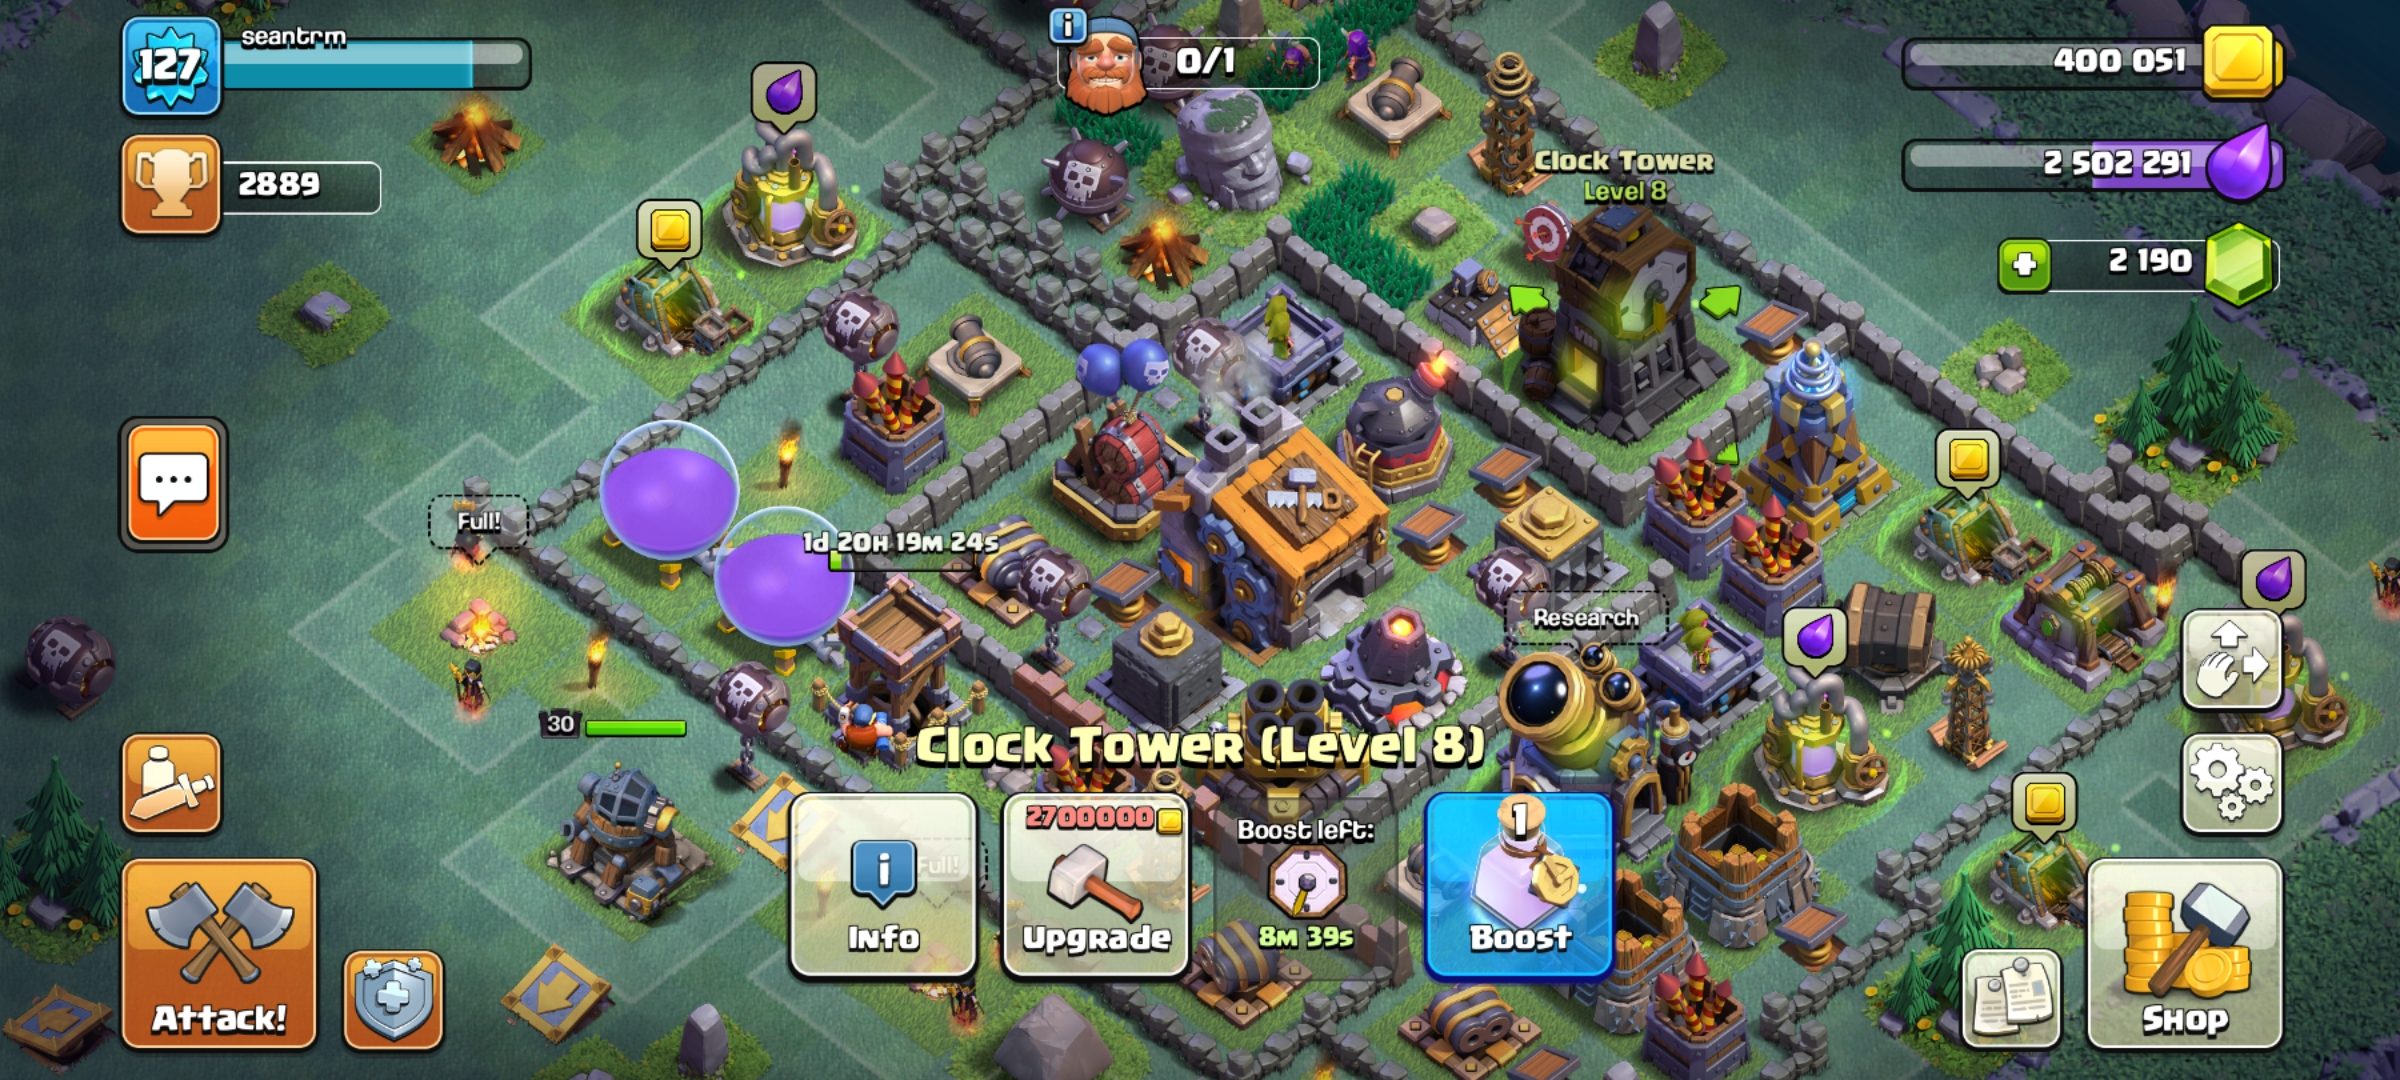 127
seantrm
0/1
400 051
2889
Clock Tower
Level 8
2 502 291
2 190
Full!
1d 20H 19M 24s
Research
30
Clock Tower (Level 8)
2700000
Boost left:
1
Full!
Info
Upgrade
8M 39s
Boost
Attack!
Shop